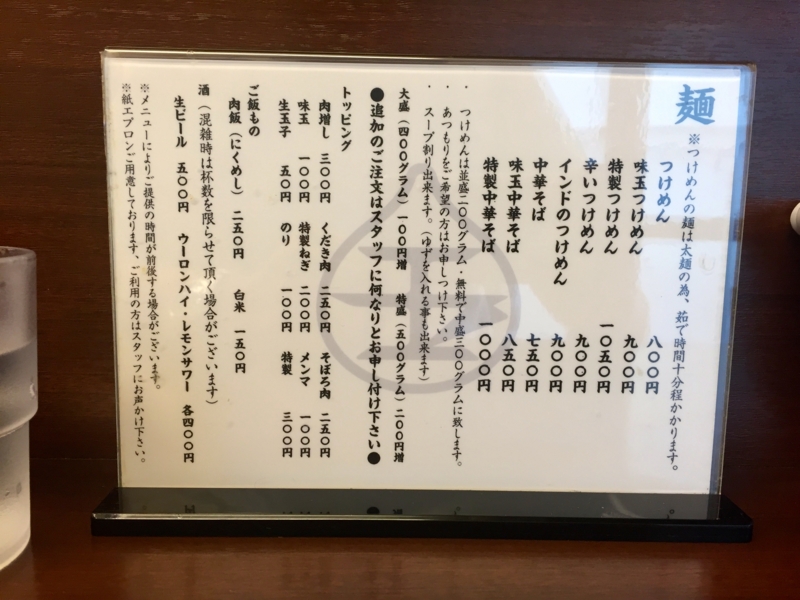 麺
※つけめんの麺は太麺の為、茹で時間十分程かかります。
つけめん 八〇〇円
味玉つけめん 九〇〇円
特製つけめん 一〇五〇円
辛いつけめん 九〇〇円
インドのつけめん 九〇〇円
中華そば 七五〇円
味玉中華そば 八五〇円
特製中華そば 一〇〇〇円
・つけめんは並盛二〇〇グラム・無料で中盛三〇〇グラムに致します。
・あつもりをご希望の方はお申しつけ下さい。
・スープ割り出来ます。(ゆずを入れる事も出来ます)
大盛(四〇〇グラム)一〇〇円増 特盛(五〇〇グラム)二〇〇円増
●追加のご注文はスタッフに何なりとお申し付け下さい●
トッピング
肉増し 三〇〇円 くだき肉 二五〇円 そぼろ肉 二五〇円
味玉 一〇〇円 特製ねぎ 二〇〇円 メンマ 一〇〇円
生玉子 五〇円 のり 一〇〇円 特製 三〇〇円
ご飯もの
肉飯(にくめし)二五〇円 白米 一五〇円
酒(混雑時は杯数を限らせて頂く場合がございます)
生ビール 五〇〇円 ウーロンハイ・レモンサワー 各四〇〇円
※メニューによりご提供の時間が前後する場合がございます。
※紙エプロンご用意しております、ご利用の方はスタッフにお声かけ下さい。